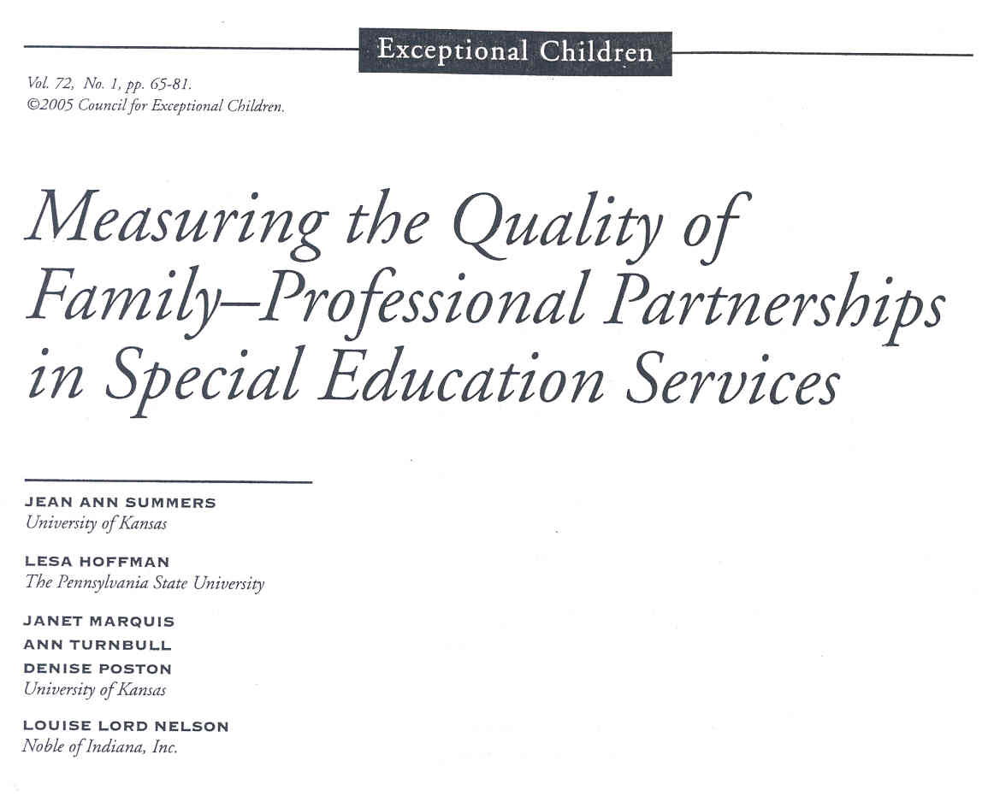 Exceptional Children
Vol. 72, No. 1, pp. 65-81.
©2005 Council for Exceptional Children.
Measuring the Quality of
Family–Professional Partnerships
in Special Education Services
JEAN ANN SUMMERS
University of Kansas
LESA HOFFMAN
The Pennsylvania State University
JANET MARQUIS
ANN TURNBULL
DENISE POSTON
University of Kansas
LOUISE LORD NELSON
Noble of Indiana, Inc.